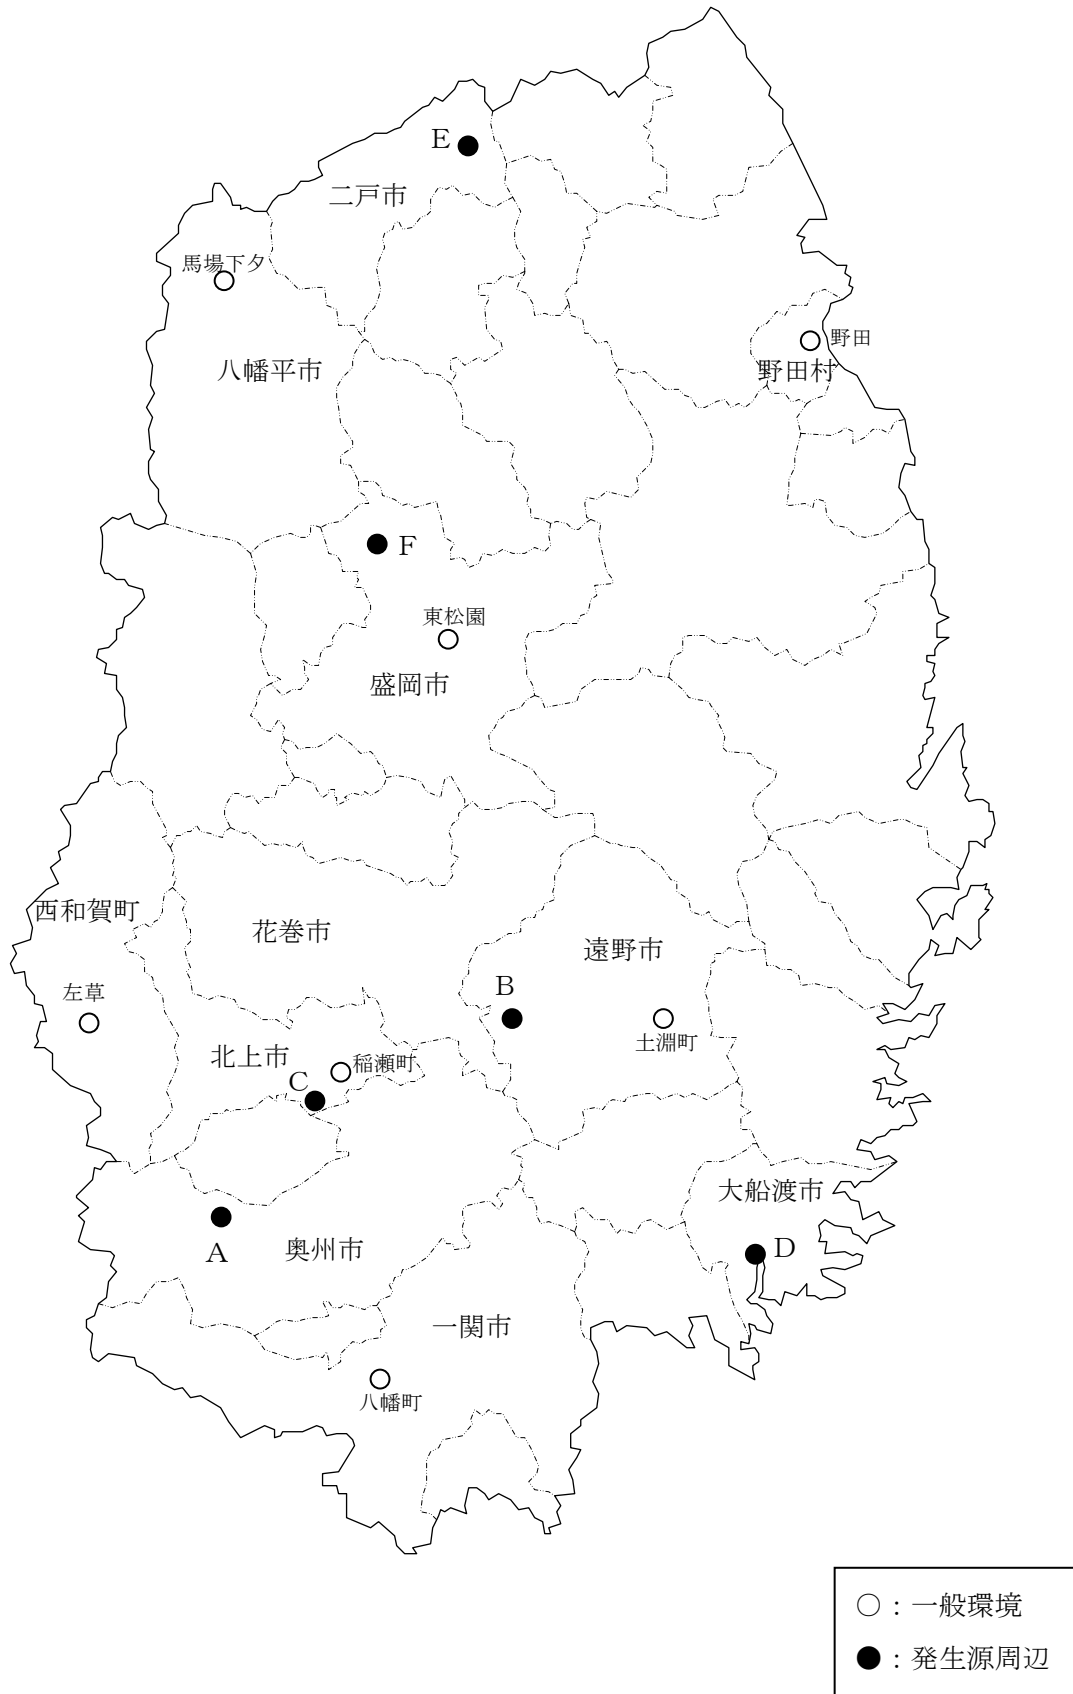 E
二戸市
馬場下夕
野田
八幡平市
野田村
F
東松園
盛岡市
西和賀町
花巻市
遠野市
B
左草
土淵町
北上市
稲瀬町
C
大船渡市
A
奥州市
D
一関市
八幡町
○：一般環境
●：発生源周辺